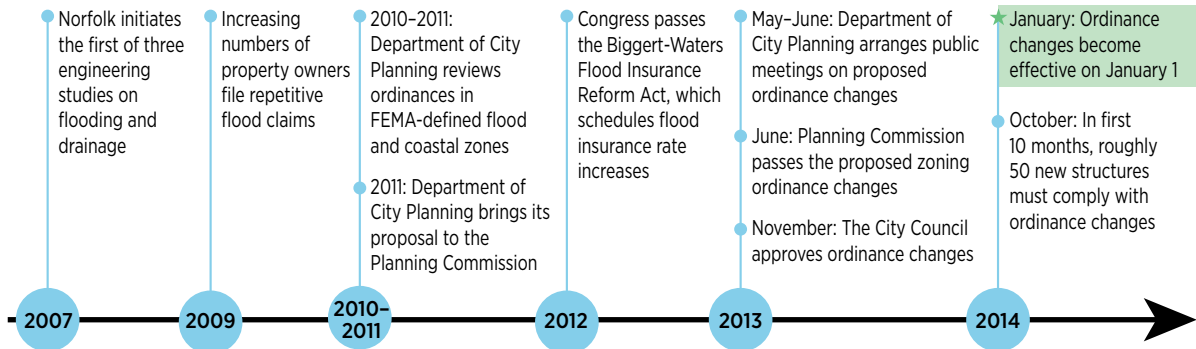 Norfolk initiates
the first of three
engineering
studies on
flooding and
drainage
Increasing
numbers of
property owners
file repetitive
flood claims
2010–2011:
Department of City
Planning reviews
ordinances in
FEMA-defined flood
and coastal zones
2011: Department of
City Planning brings its
proposal to the
Planning Commission
Congress passes
the Biggert-Waters
Flood Insurance
Reform Act, which
schedules flood
insurance rate
increases
May–June: Department of
City Planning arranges public
meetings on proposed
ordinance changes
June: Planning Commission
passes the proposed zoning
ordinance changes
November: The City Council
approves ordinance changes
January: Ordinance
changes become
effective on January 1
October: In first
10 months, roughly
50 new structures
must comply with
ordinance changes
2007
2009
2010–
2011
2012
2013
2014